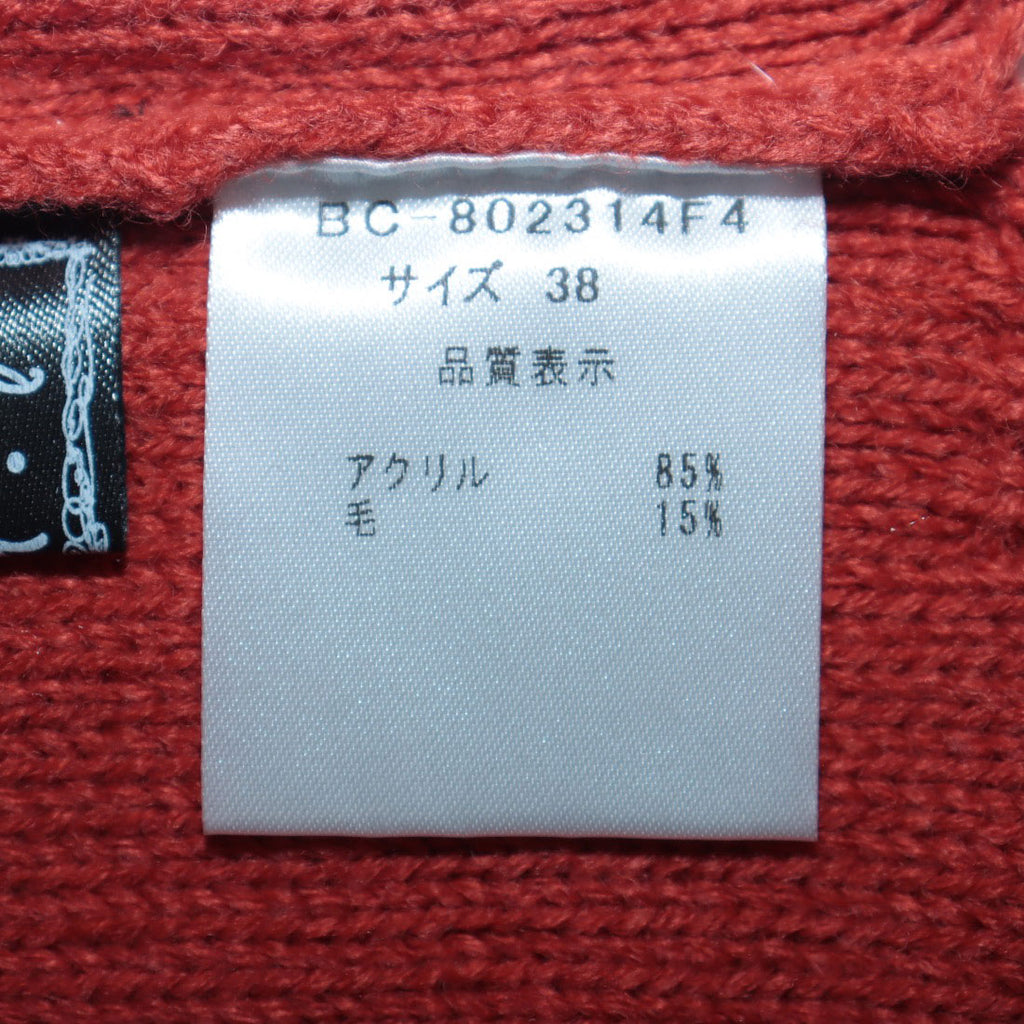 BC-802314F4
サイズ 38
品質表示
アクリル 85%
毛 15%